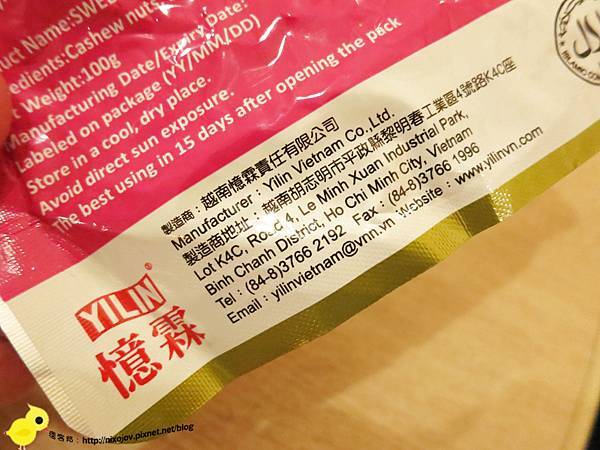 Product Name:SWEE
Ingredients:Cashew nuts
Net Weight:100g
Manufacturing Date/Expiry Date:
Labeled on package (YY/MM/DD)
Store in a cool, dry place.
Avoid direct sun exposure.
The best using in 15 days after opening the pack
製造商：越南憶霖責任有限公司
Manufacturer：Yilin Vietnam Co.,Ltd.
製造商地址：越南胡志明市平政縣黎明春工業區4號路K4C座
Lot K4C, Road 4, Le Minh Xuan Industrial Park,
Binh Chanh District, Ho Chi Minh City, Vietnam
Tel：(84-8)3766 2192 Fax：(84-8)3766 1996
Email：yilinvietnam@vnn.vn Website：www.yilinvn.com
YILIN®
憶霖
痞客邦：http://nixojov.pixnet.net/blog